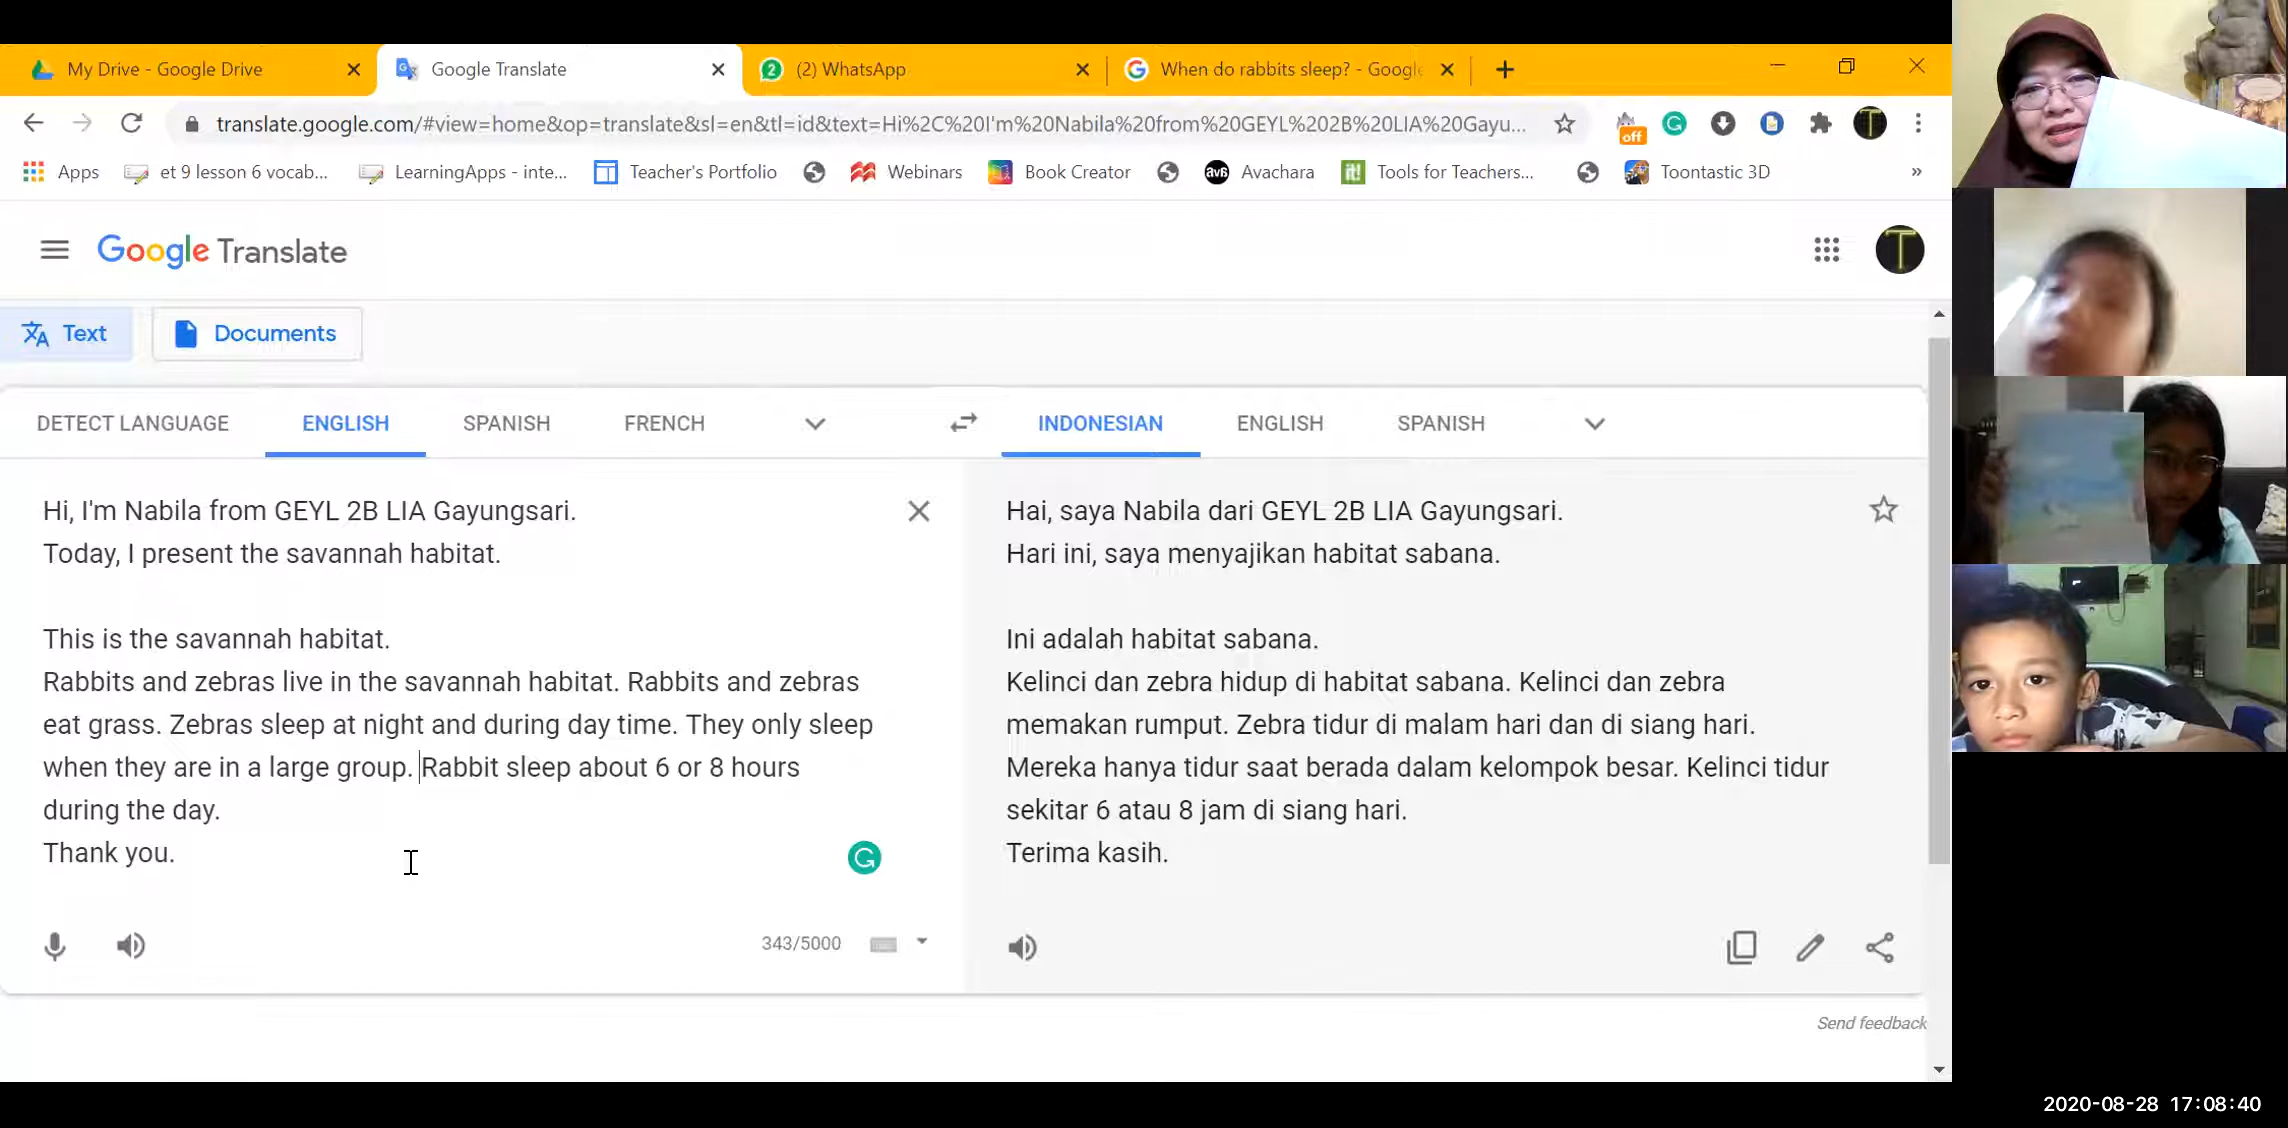 My Drive - Google Drive
Google Translate
2
(2) WhatsApp
When do rabbits sleep? - Google
translate.google.com/#view=home&op=translate&sl=en&tl=id&text=Hi%2C%20I'm%20Nabila%20from%20GEYL%202B%20LIA%20Gayu...
off
T
Apps
et 9 lesson 6 vocab...
LearningApps - inte...
Teacher's Portfolio
Webinars
Book Creator
Avachara
Tools for Teachers...
Toontastic 3D
»
Google Translate
T
Text
Documents
DETECT LANGUAGE
ENGLISH
SPANISH
FRENCH
INDONESIAN
ENGLISH
SPANISH
Hi, I'm Nabila from GEYL 2B LIA Gayungsari.
Today, I present the savannah habitat.
This is the savannah habitat.
Rabbits and zebras live in the savannah habitat. Rabbits and zebras
eat grass. Zebras sleep at night and during day time. They only sleep
when they are in a large group. Rabbit sleep about 6 or 8 hours
during the day.
Thank you.
343/5000
Hai, saya Nabila dari GEYL 2B LIA Gayungsari.
Hari ini, saya menyajikan habitat sabana.
Ini adalah habitat sabana.
Kelinci dan zebra hidup di habitat sabana. Kelinci dan zebra
memakan rumput. Zebra tidur di malam hari dan di siang hari.
Mereka hanya tidur saat berada dalam kelompok besar. Kelinci tidur
sekitar 6 atau 8 jam di siang hari.
Terima kasih.
Send feedback
2020-08-28 17:08:40